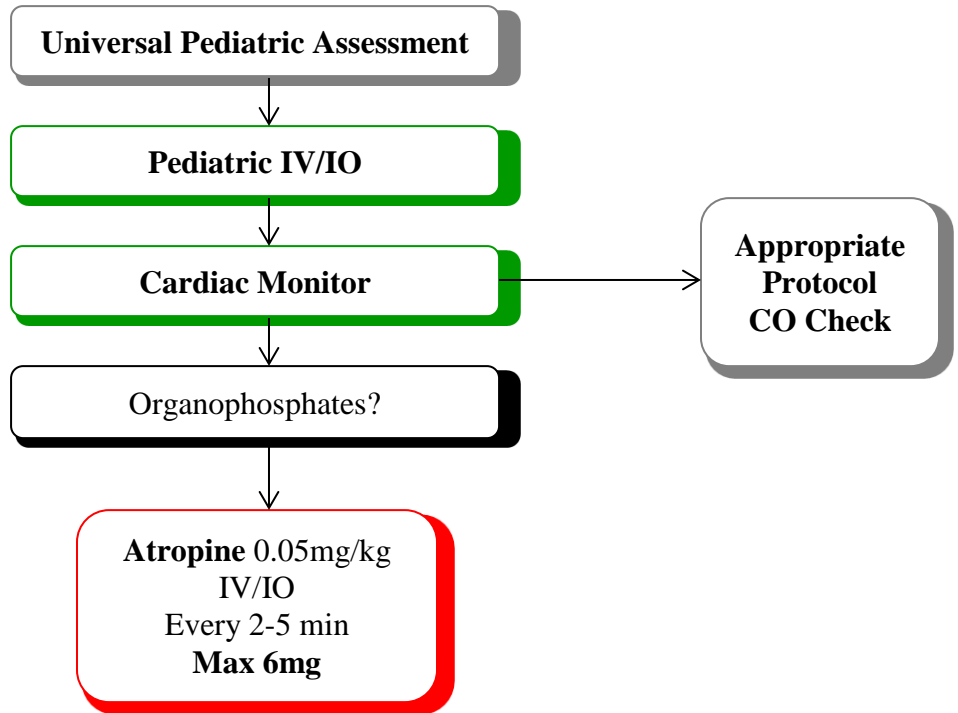 Universal Pediatric Assessment
Pediatric IV/IO
Cardiac Monitor
Appropriate
Protocol
CO Check
Organophosphates?
Atropine 0.05mg/kg
IV/IO
Every 2-5 min
Max 6mg